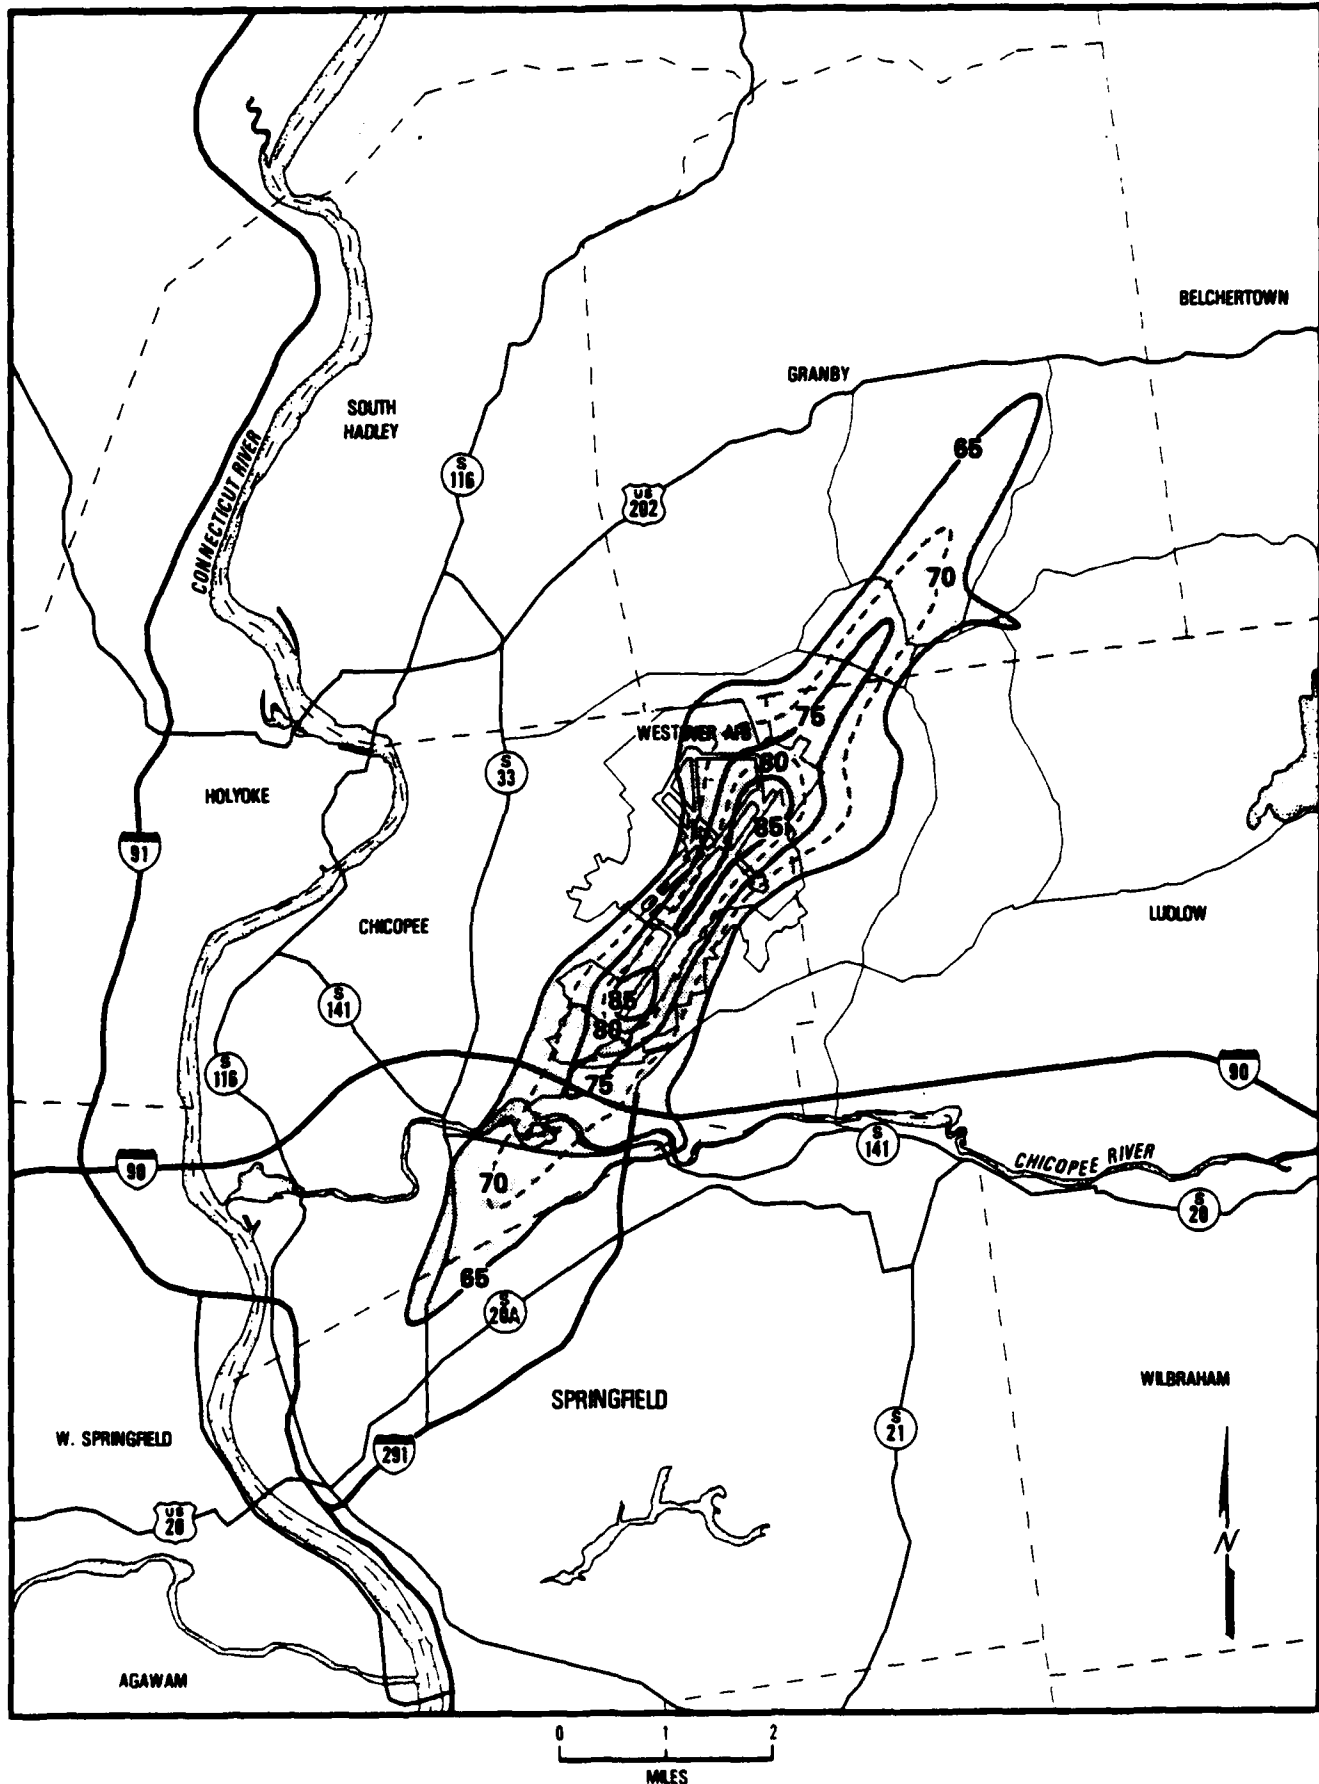 BELCHERTOWN
GRANBY
SOUTH
HADLEY
65
CONNECTICUT RIVER
S
116
US
202
70
75
WESTOVER AFB
80
S
33
HOLYOKE
85
91
CHICOPEE
LUDLOW
S
141
85
80
S
116
75
90
S
141
90
CHICOPEE RIVER
70
S
20
65
S
20A
WILBRAHAM
SPRINGFIELD
S
21
W. SPRINGFIELD
291
US
20
N
AGAWAM
0 1 2
MILES